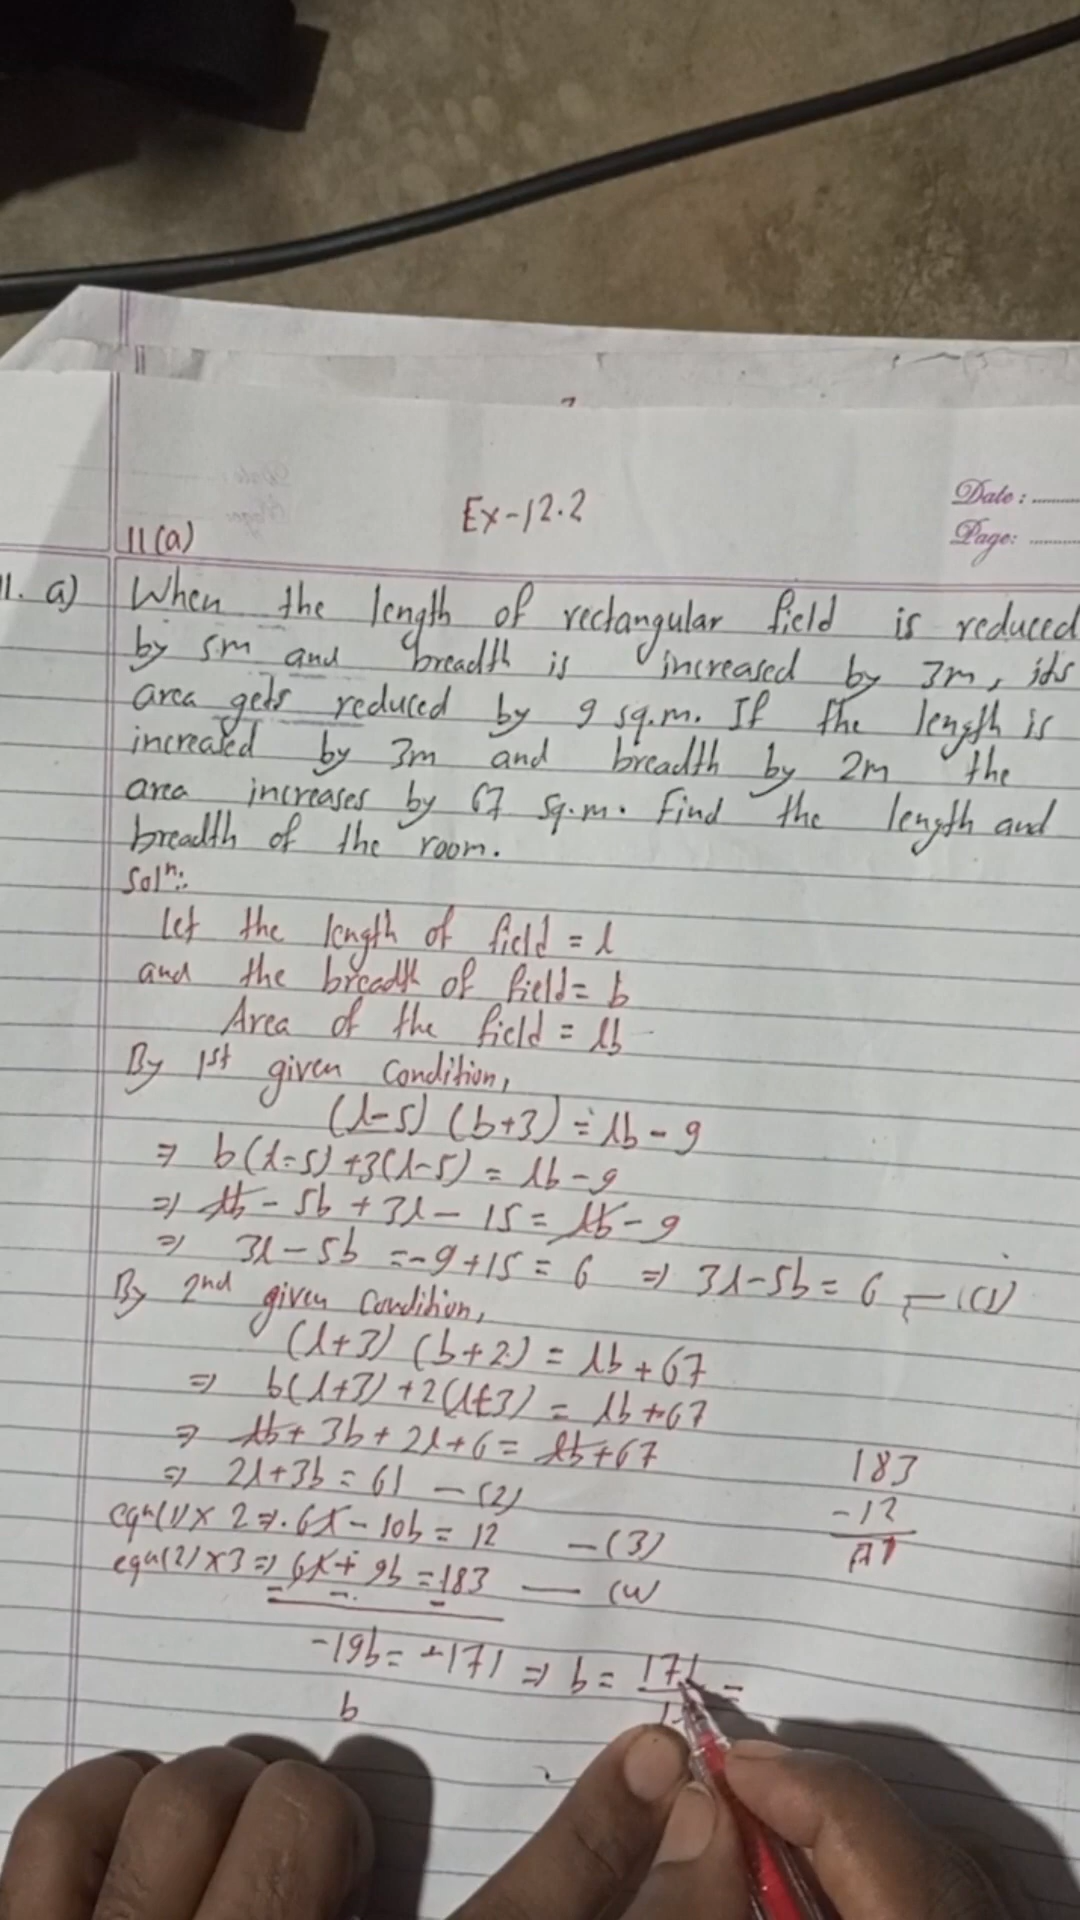 Ex-12.2
Date: ..........
Page: ..........
11(a)
11. a) When the length of rectangular field is reduced
by 5m and breadth is increased by 3m, its
area gets reduced by 9 sq.m. If the length is
increased by 3m and breadth by 2m the
area increases by 67 sq.m. Find the length and
breadth of the room.
Solⁿ:
Let the length of field = l
and the breadth of field = b
Area of the field = lb
By 1st given condition,
(l-5) (b+3) = lb - 9
⇒ b(l-5) +3(l-5) = lb - 9
⇒ lb - 5b + 3l - 15 = lb - 9
⇒ 3l - 5b = -9+15 = 6 ⇒ 3l-5b = 6 — (1)
By 2nd given Condition,
(l+3) (b+2) = lb + 67
⇒ b(l+3) +2(l+3) = lb +67
⇒ lb + 3b + 2l + 6 = lb +67
⇒ 2l+3b = 61 — (2)
eqn(1) × 2 ⇒ 6l - 10b = 12 — (3)
eqn(2) ×3 ⇒ 6l + 9b = 183 — (4)
-19b = +171 ⇒ b = 171 =
b
183
-12
171